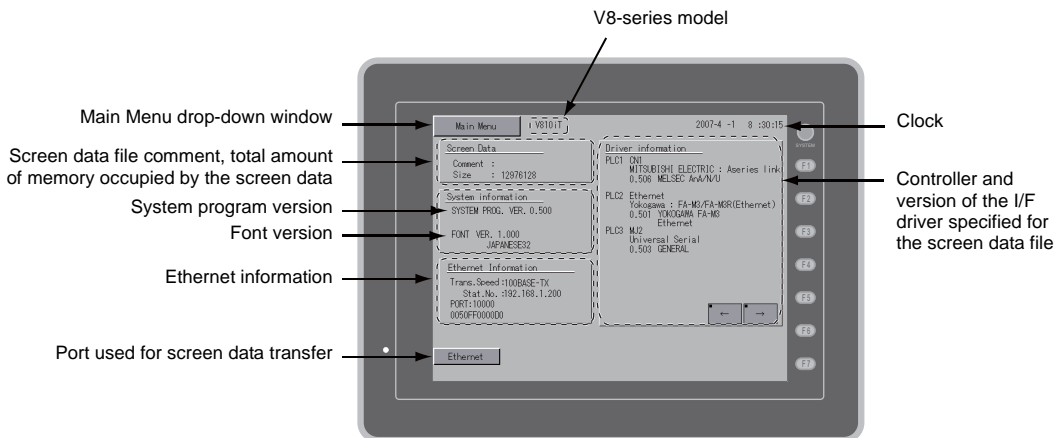 V8-series model
Main Menu drop-down window
Screen data file comment, total amount
of memory occupied by the screen data
System program version
Font version
Ethernet information
Port used for screen data transfer
Main Menu
V810iT
2007-4 -1 8 :30:15
Screen Data
Comment :
Size : 12976128
System information
SYSTEM PROG. VER. 0.500
FONT VER. 1.000
JAPANESE32
Ethernet Information
Trans.Speed:100BASE-TX
Stat.No.:192.168.1.200
PORT:10000
0050FF0000D0
Ethernet
Driver information
PLC1 CN1
MITSUBISHI ELECTRIC : Aseries link
0.506 MELSEC AnA/N/U
PLC2 Ethernet
Yokogawa : FA-M3/FA-M3R(Ethernet)
0.501 YOKOGAWA FA-M3
Ethernet
PLC3 MJ2
Universal Serial
0.503 GENERAL
← →
SYSTEM
F1
F2
F3
F4
F5
F6
F7
Clock
Controller and
version of the I/F
driver specified for
the screen data file